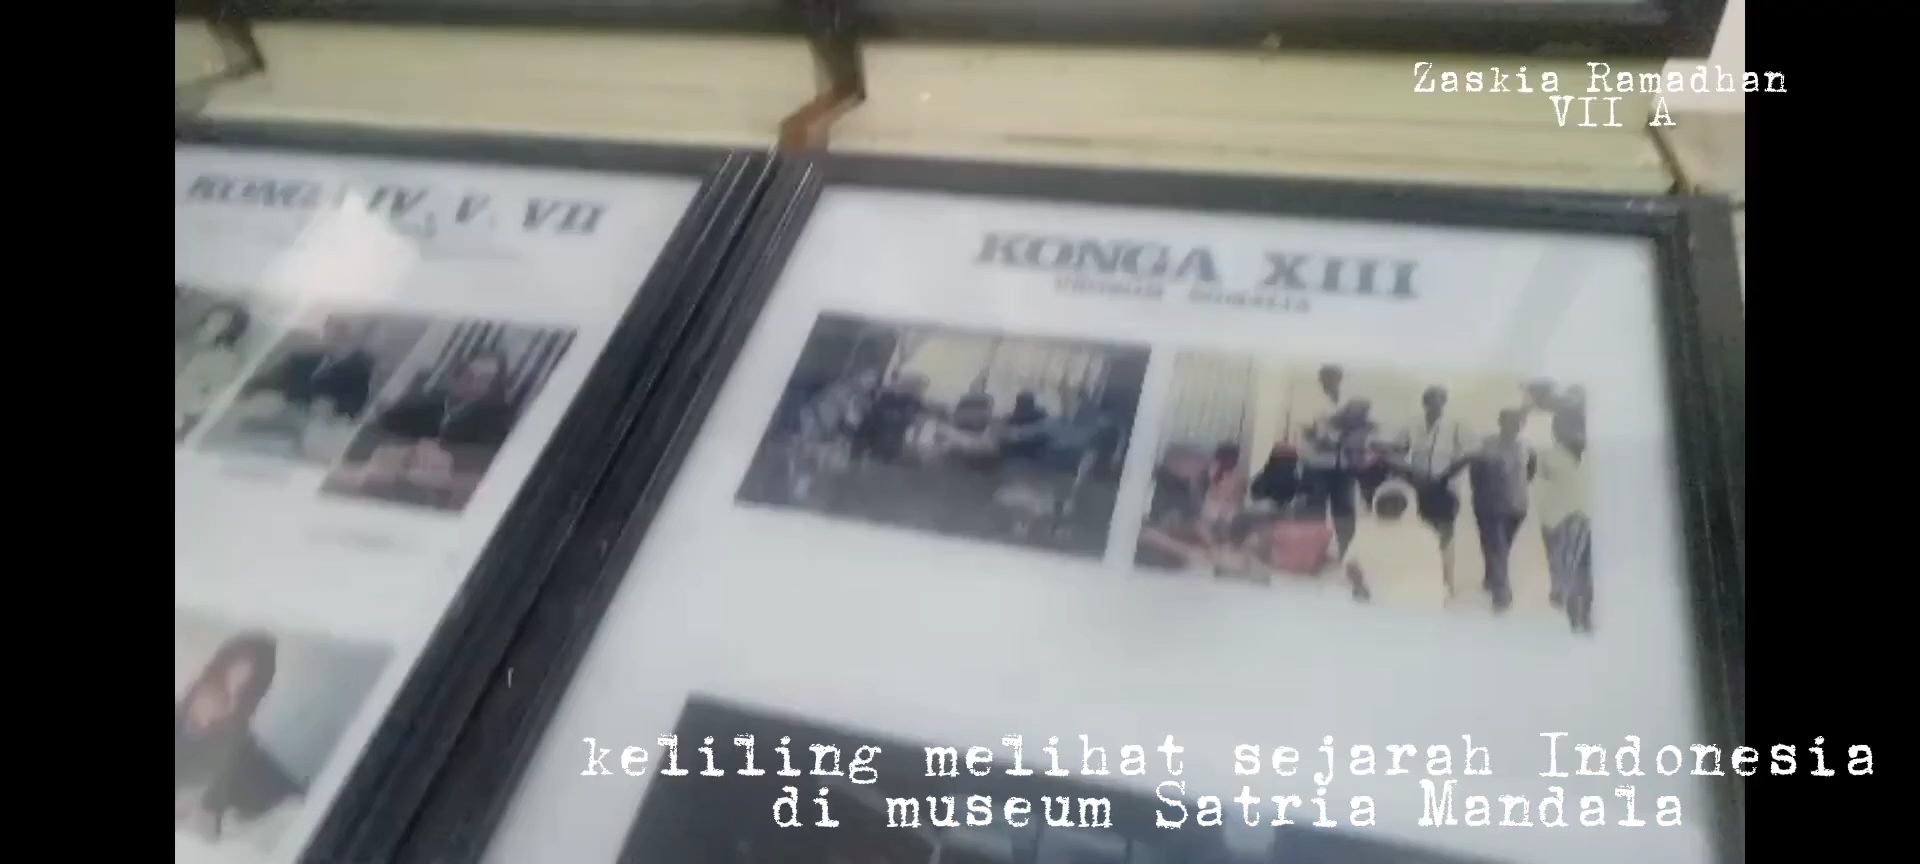 Zaskia Ramadhan
VII A
KONGA IV, V. VII
KONGA XIII
keliling melihat sejarah Indonesia
di museum Satria Mandala